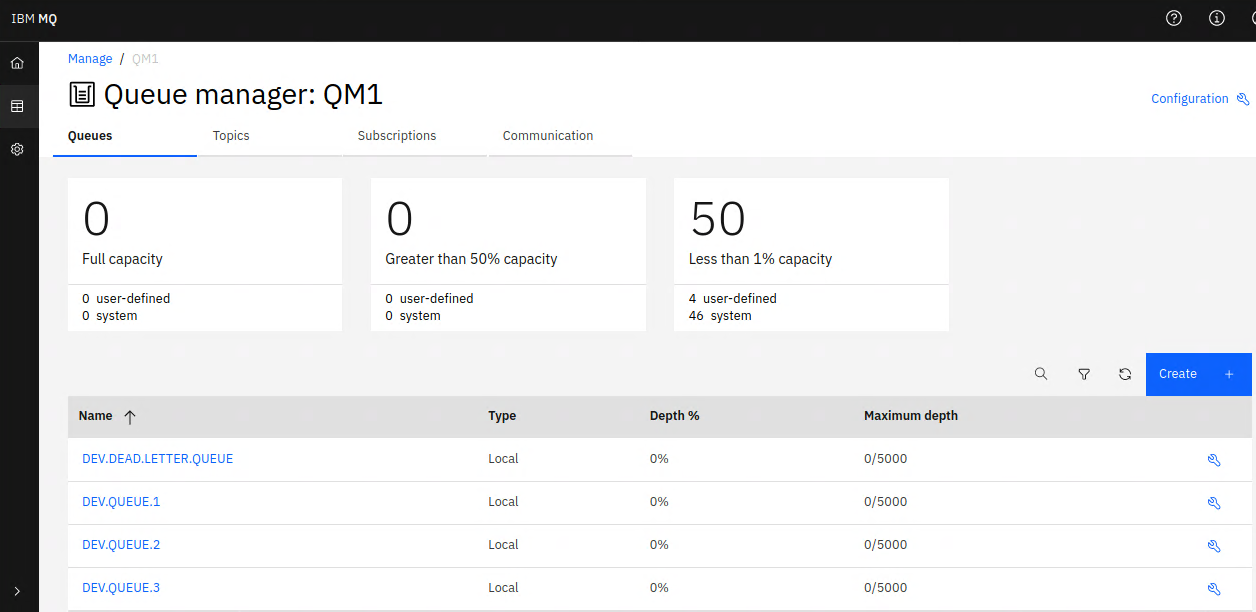 IBM MQ
Manage / QM1
Queue manager: QM1
Configuration
Queues Topics Subscriptions Communication
0 0 50
Full capacity Greater than 50% capacity Less than 1% capacity
0 user-defined 0 user-defined 4 user-defined
0 system 0 system 46 system
Create +
Name Type Depth % Maximum depth
DEV.DEAD.LETTER.QUEUE Local 0% 0/5000
DEV.QUEUE.1 Local 0% 0/5000
DEV.QUEUE.2 Local 0% 0/5000
DEV.QUEUE.3 Local 0% 0/5000